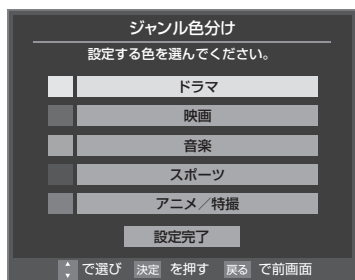 ジャンル色分け
設定する色を選んでください。
ドラマ
映画
音楽
スポーツ
アニメ／特撮
設定完了
で選び 決定 を押す 戻る で前画面